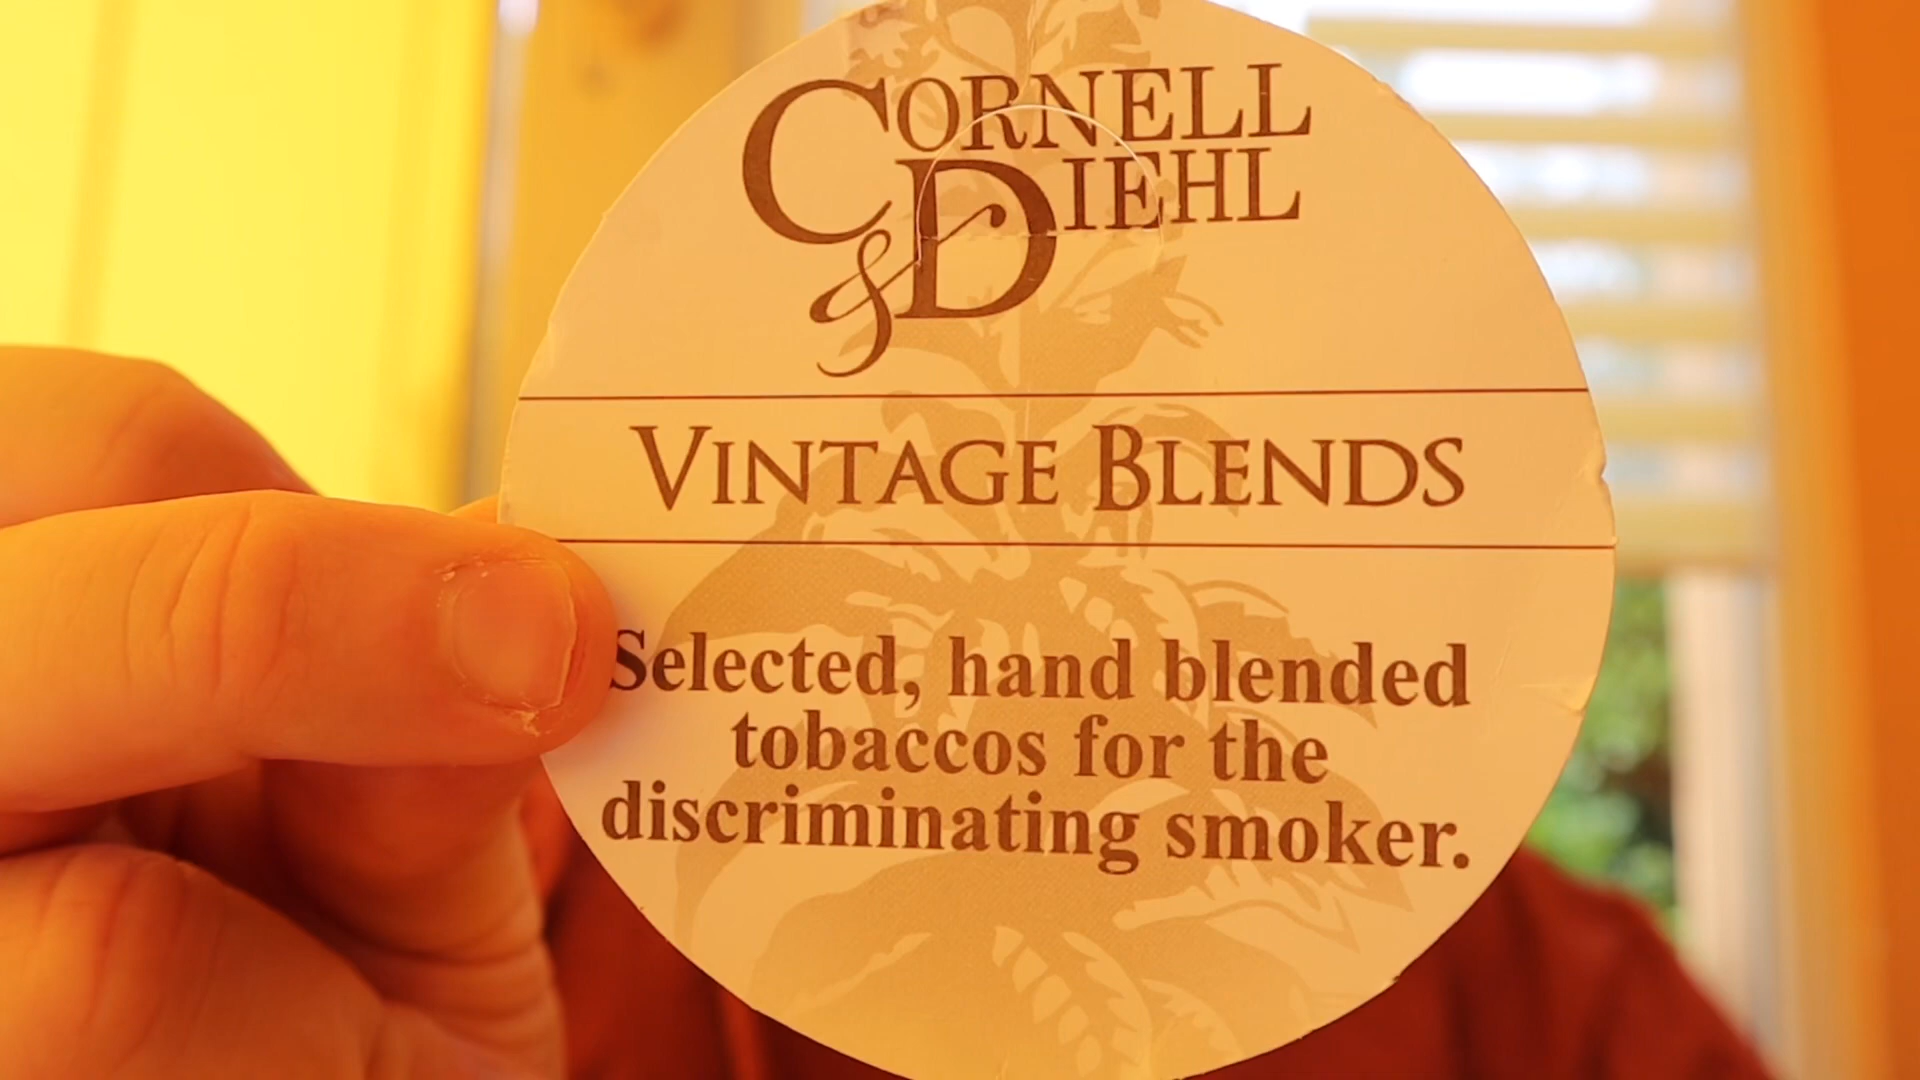 CORNELL
& DIEHL
VINTAGE BLENDS
Selected, hand blended
tobaccos for the
discriminating smoker.